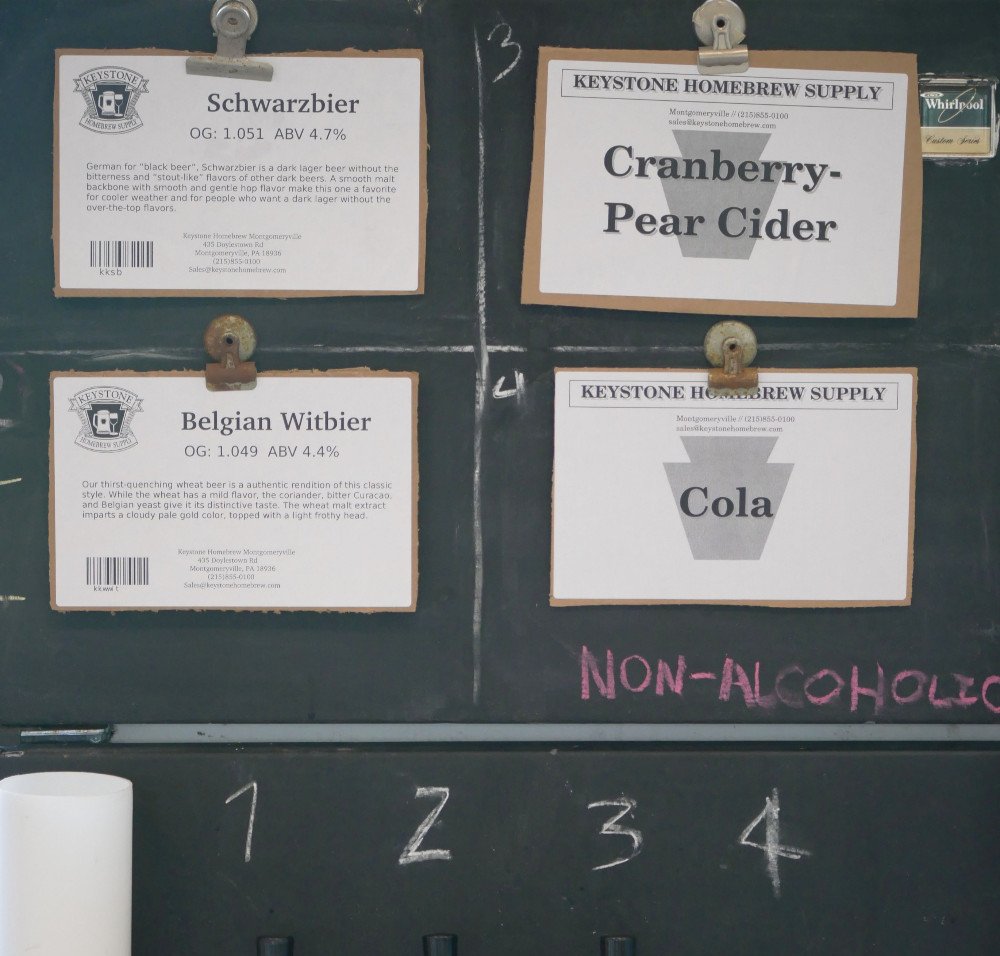 KEYSTONE
HOMEBREW SUPPLY
Schwarzbier
OG: 1.051 ABV 4.7%
German for "black beer", Schwarzbier is a dark lager beer without the
bitterness and "stout-like" flavors of other dark beers. A smooth malt
backbone with smooth and gentle hop flavor make this one a favorite
for cooler weather and for people who want a dark lager without the
over-the-top flavors.
Keystone Homebrew Montgomeryville
435 Doylestown Rd
Montgomeryville, PA 18936
(215)855-0100
Sales@keystonehomebrew.com
kksb
3
KEYSTONE HOMEBREW SUPPLY
Montgomeryville // (215)855-0100
sales@keystonehomebrew.com
Cranberry-
Pear Cider
Whirlpool
Custom Series
KEYSTONE
HOMEBREW SUPPLY
Belgian Witbier
OG: 1.049 ABV 4.4%
Our thirst-quenching wheat beer is a authentic rendition of this classic
style. While the wheat has a mild flavor, the coriander, bitter Curacao,
and Belgian yeast give it its distinctive taste. The wheat malt extract
imparts a cloudy pale gold color, topped with a light frothy head.
Keystone Homebrew Montgomeryville
435 Doylestown Rd
Montgomeryville, PA 18936
(215)855-0100
Sales@keystonehomebrew.com
kkwwt
4
KEYSTONE HOMEBREW SUPPLY
Montgomeryville // (215)855-0100
sales@keystonehomebrew.com
Cola
NON-ALCOHOLIC
1 2 3 4